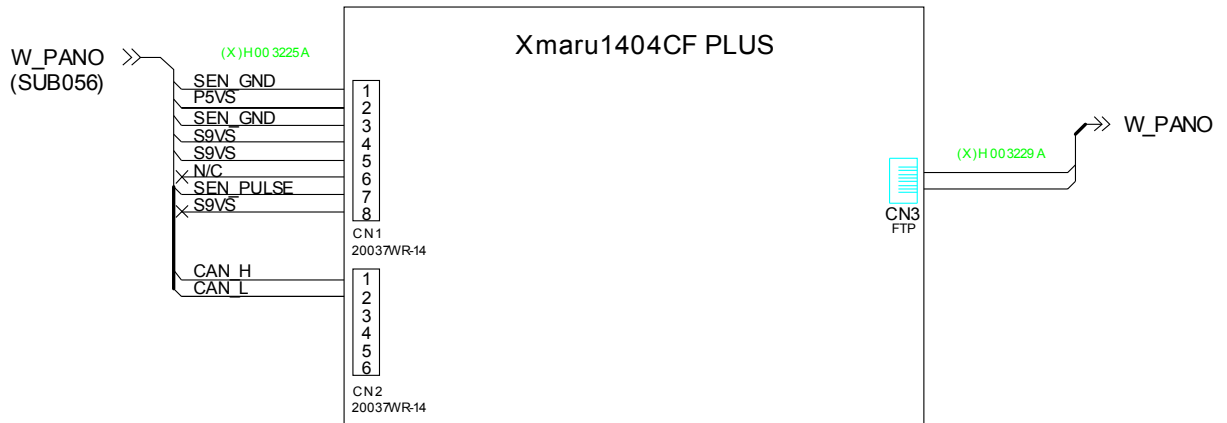 Xmaru1404CF PLUS
W_PANO
(SUB056)
(X)H003225A
SEN_GND
P5VS
SEN_GND
S9VS
S9VS
N/C
SEN_PULSE
S9VS
1
2
3
4
5
6
7
8
CN1
20037WR-14
CAN_H
CAN_L
1
2
3
4
5
6
CN2
20037WR-14
W_PANO
(X)H003229A
CN3
FTP